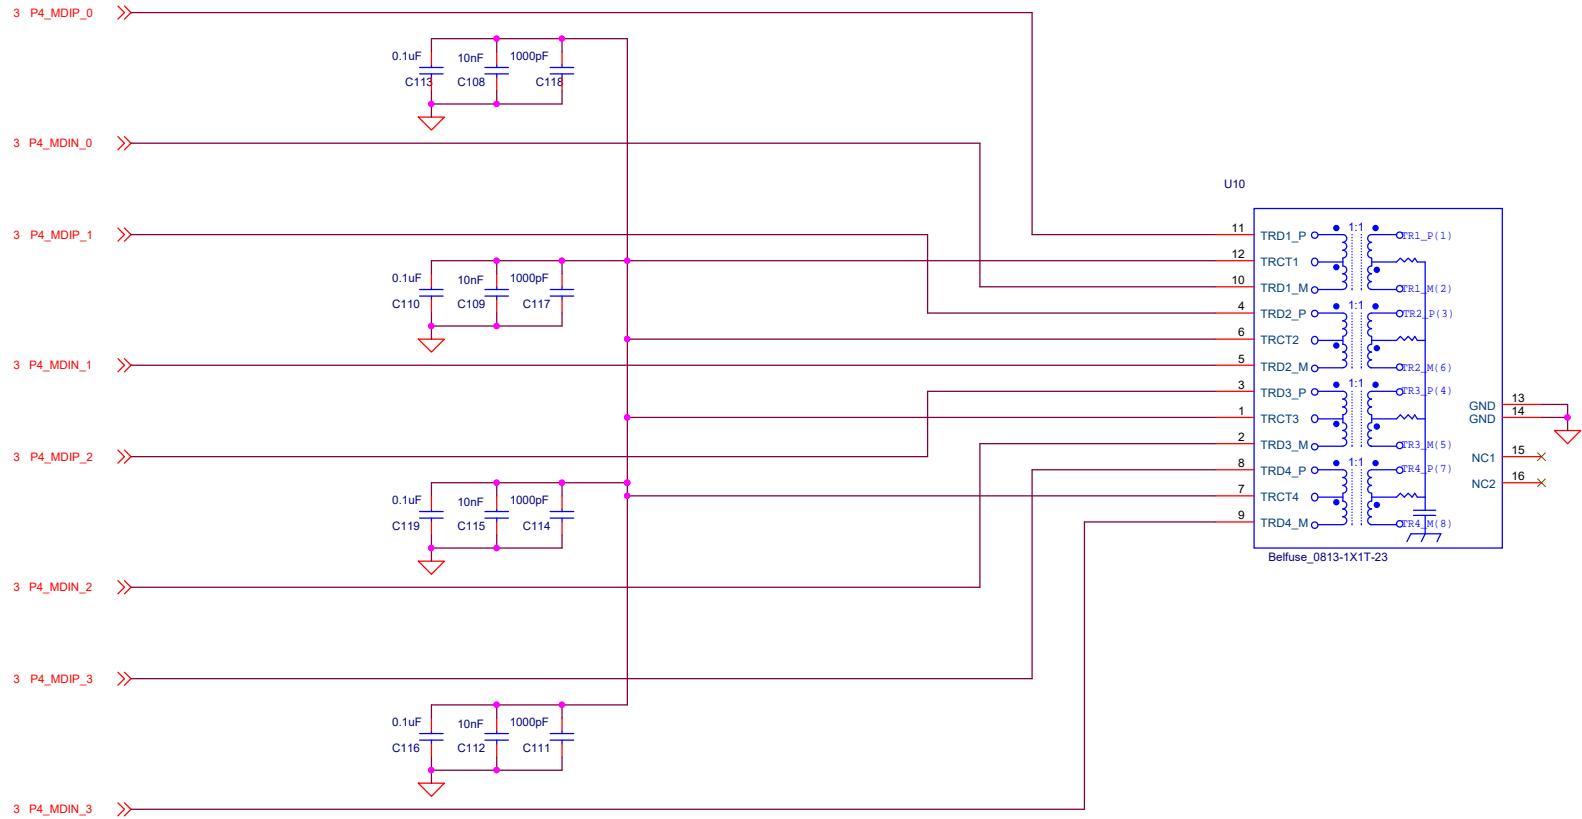 3 P4_MDIP_0
0.1uF 10nF 1000pF
C113 C108 C118
3 P4_MDIN_0
U10
3 P4_MDIP_1
0.1uF 10nF 1000pF
C110 C109 C117
3 P4_MDIN_1
3 P4_MDIP_2
0.1uF 10nF 1000pF
C119 C115 C114
3 P4_MDIN_2
3 P4_MDIP_3
0.1uF 10nF 1000pF
C116 C112 C111
3 P4_MDIN_3
11 TRD1_P 1:1 TR1_P(1)
12 TRCT1
10 TRD1_M TR1_M(2)
4 TRD2_P 1:1 TR2_P(3)
6 TRCT2
5 TRD2_M TR2_M(6)
3 TRD3_P 1:1 TR3_P(4)
1 TRCT3
2 TRD3_M TR3_M(5)
8 TRD4_P 1:1 TR4_P(7)
7 TRCT4
9 TRD4_M TR4_M(8)
GND 13
GND 14
NC1 15
NC2 16
Belfuse_0813-1X1T-23